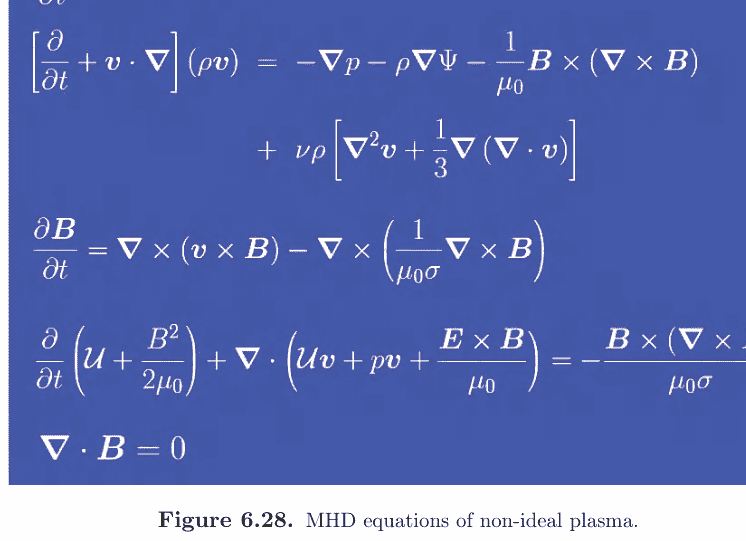 [∂/∂t + v · ∇] (ρv) = −∇p − ρ∇Ψ − 1/μ₀ B × (∇ × B)
+ νρ [∇²v + 1/3 ∇ (∇ · v)]
∂B/∂t = ∇ × (v × B) − ∇ × (1/μ₀σ ∇ × B)
∂/∂t (𝒰 + B²/2μ₀) + ∇ · (𝒰v + pv + E × B/μ₀) = − B × (∇ × /μ₀σ
∇ · B = 0
Figure 6.28. MHD equations of non-ideal plasma.